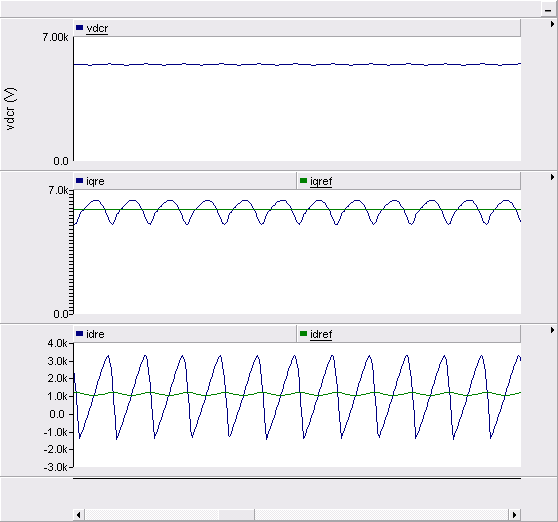 vdcr
7.00k
vdcr (V)
0.0
iqre iqref
7.0k
0.0
idre idref
4.0k
3.0k
2.0k
1.0k
0.0
-1.0k
-2.0k
-3.0k